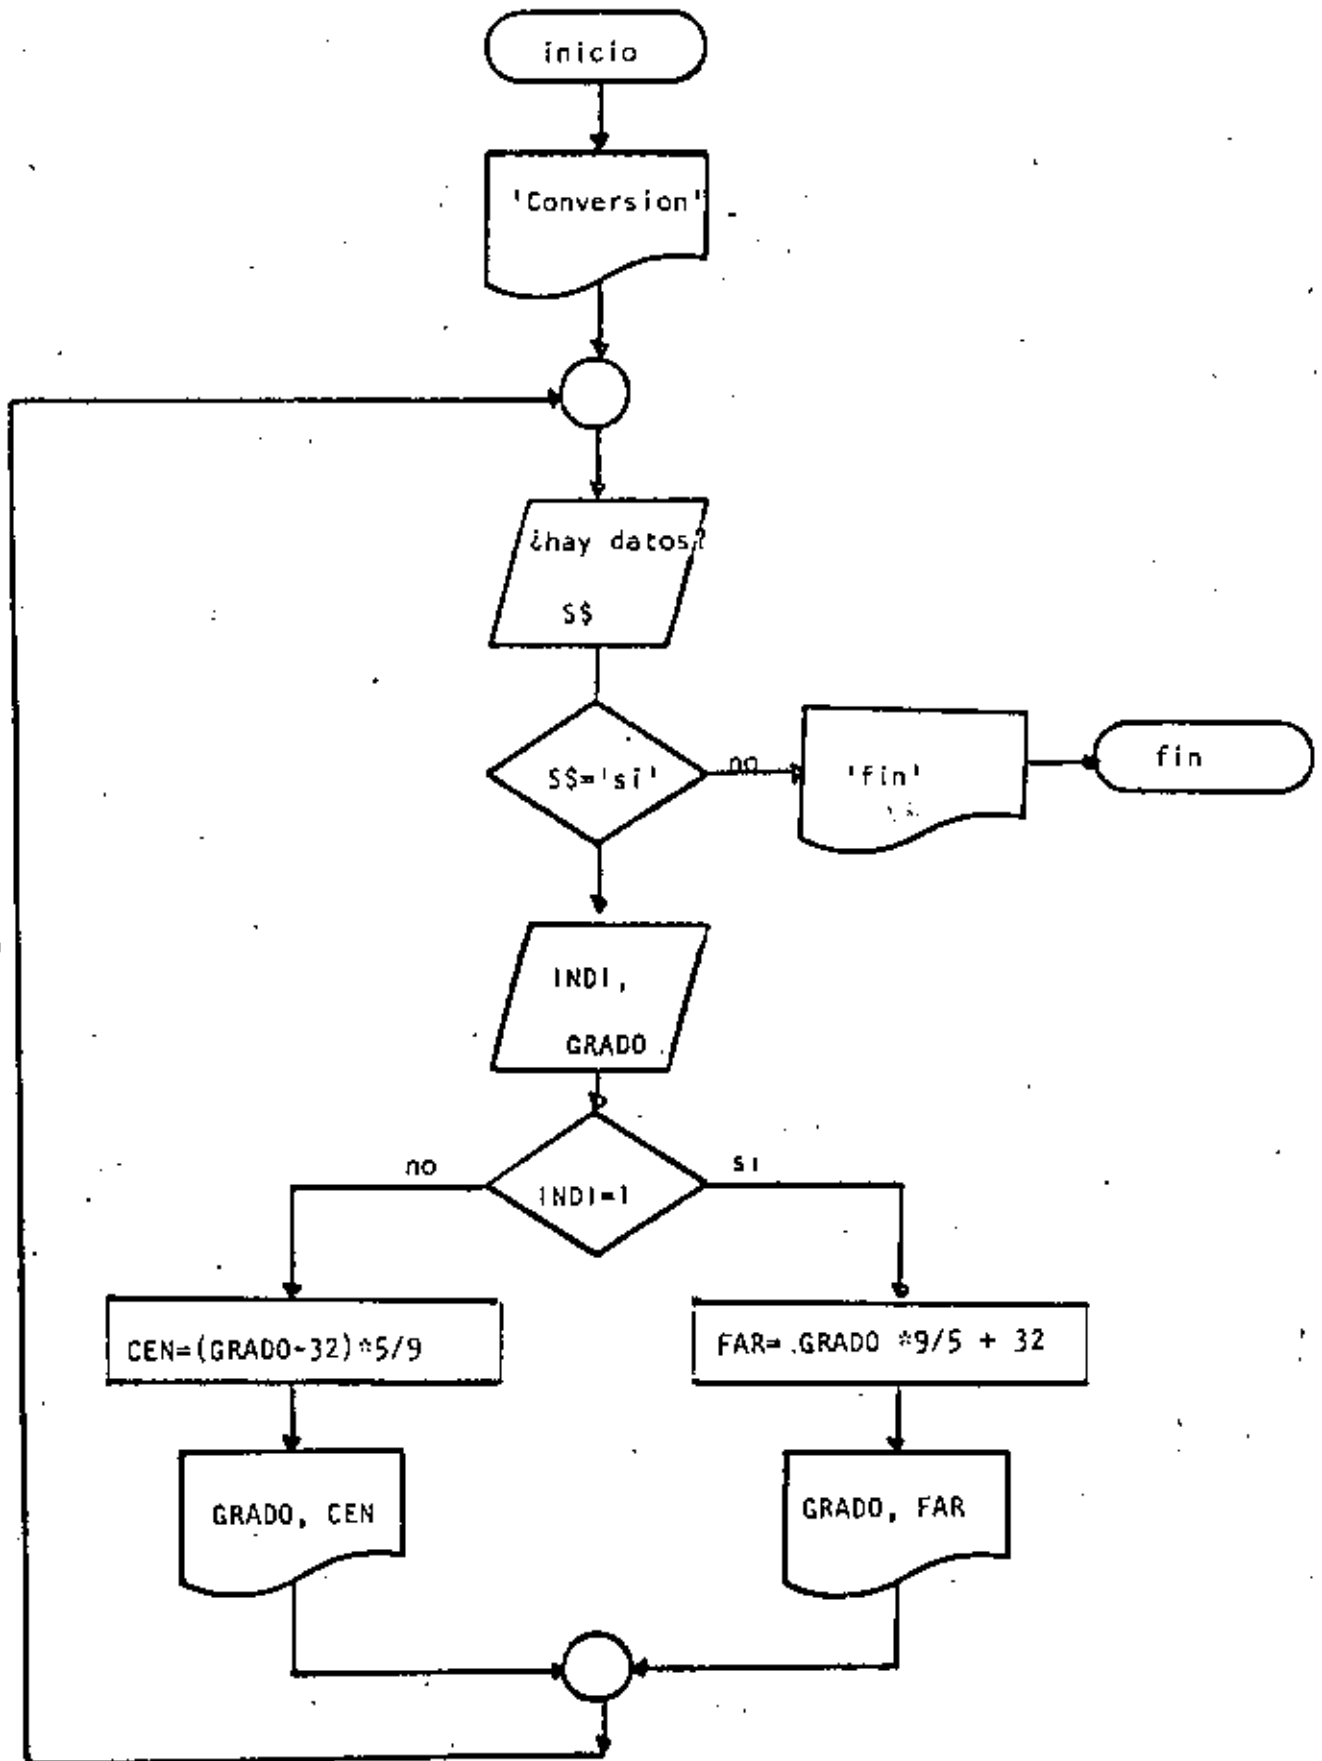 inicio
'Conversion'
¿hay datos?
S$
S$='si'
no
'fin'
fin
INDI,
GRADO
no
INDI=1
si
CEN=(GRADO-32)*5/9
FAR= GRADO *9/5 + 32
GRADO, CEN
GRADO, FAR